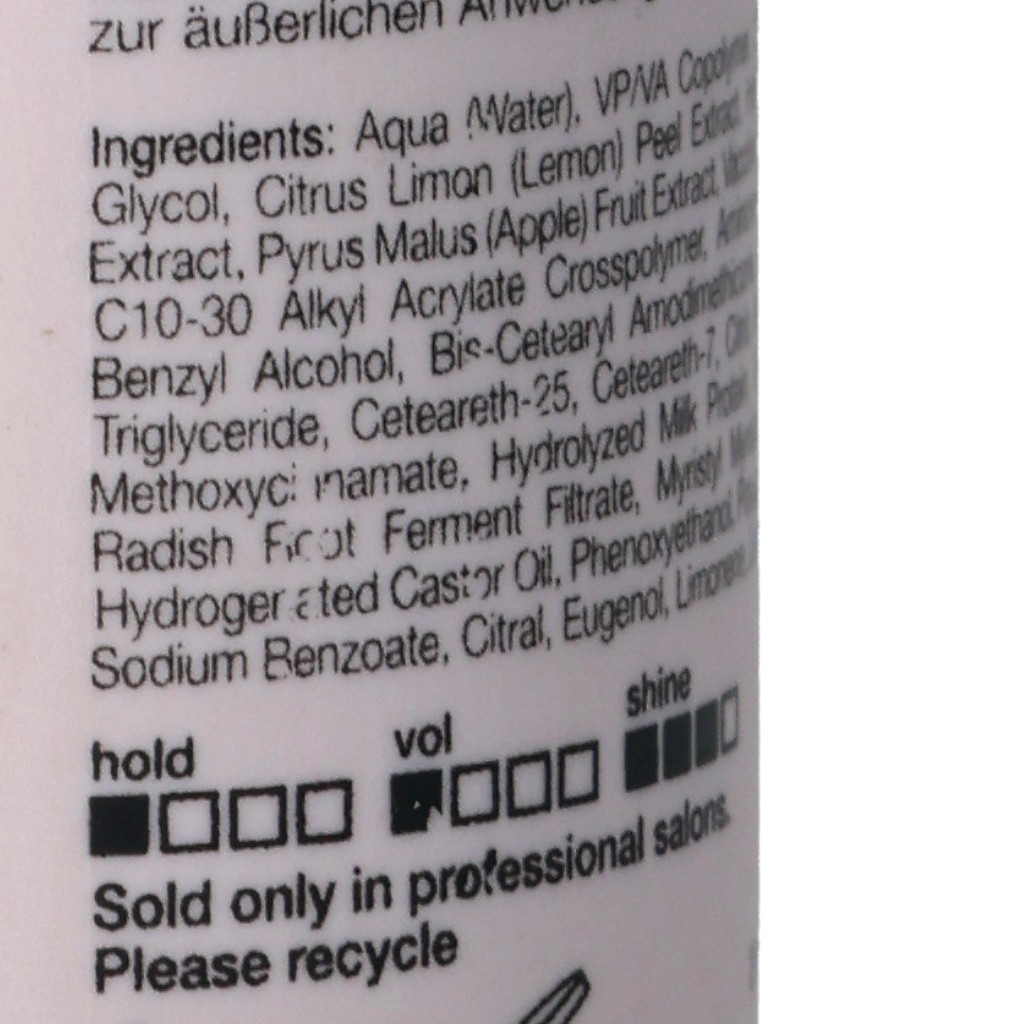 zur äußerlichen
Ingredients: Aqua (Water), VP/VA Copolymer
Glycol, Citrus Limon (Lemon) Peel Extract,
Extract, Pyrus Malus (Apple) Fruit Extract,
C10-30 Alkyl Acrylate Crosspolymer,
Benzyl Alcohol, Bis-Cetearyl Amodimethicone
Triglyceride, Ceteareth-25, Ceteareth-7,
Methoxycinnamate, Hydrolyzed Milk Protein
Radish Root Ferment Filtrate, Myristyl
Hydrogenated Castor Oil, Phenoxyethanol,
Sodium Benzoate, Citral, Eugenol, Limonene,
hold vol shine
Sold only in professional salons.
Please recycle